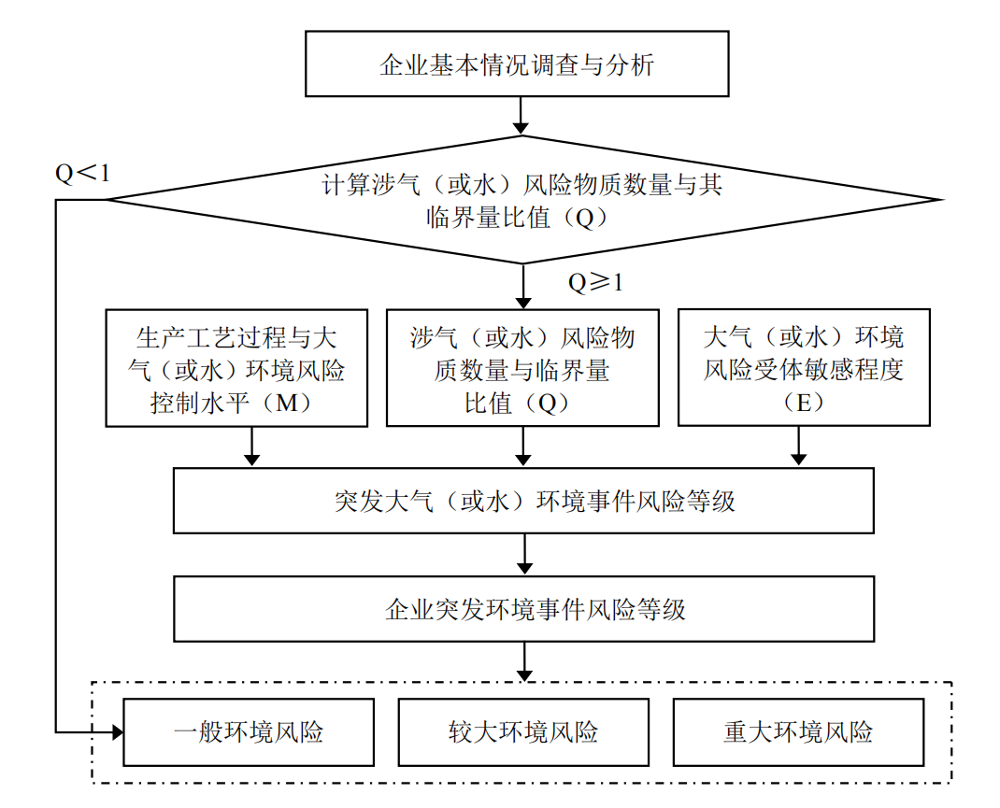 企业基本情况调查与分析
Q＜1
计算涉气（或水）风险物质数量与其
临界量比值（Q）
Q≥1
生产工艺过程与大
气（或水）环境风险
控制水平（M）
涉气（或水）风险物
质数量与临界量
比值（Q）
大气（或水）环境
风险受体敏感程度
（E）
突发大气（或水）环境事件风险等级
企业突发环境事件风险等级
一般环境风险
较大环境风险
重大环境风险